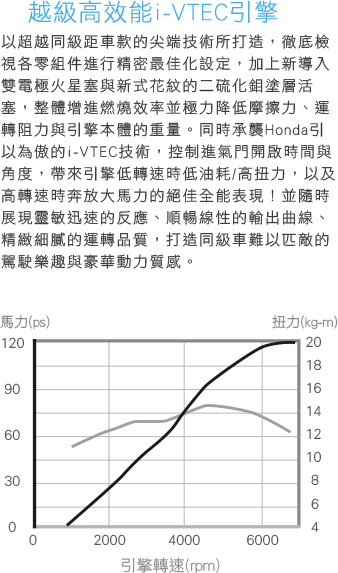 越級高效能i-VTEC引擎
以超越同級距車款的尖端技術所打造，徹底檢
視各零組件進行精密最佳化設定，加上新導入
雙電極火星塞與新式花紋的二硫化鉬塗層活
塞，整體增進燃燒效率並極力降低摩擦力、運
轉阻力與引擎本體的重量。同時承襲Honda引
以為傲的i-VTEC技術，控制進氣門開啟時間與
角度，帶來引擎低轉速時低油耗/高扭力，以及
高轉速時奔放大馬力的絕佳全能表現！並隨時
展現靈敏迅速的反應、順暢線性的輸出曲線、
精緻細膩的運轉品質，打造同級車難以匹敵的
駕駛樂趣與豪華動力質感。
馬力(ps) 扭力(kg-m)
120 20
18
90 16
14
60 12
10
30 8
6
0 4
0 2000 4000 6000
引擎轉速(rpm)